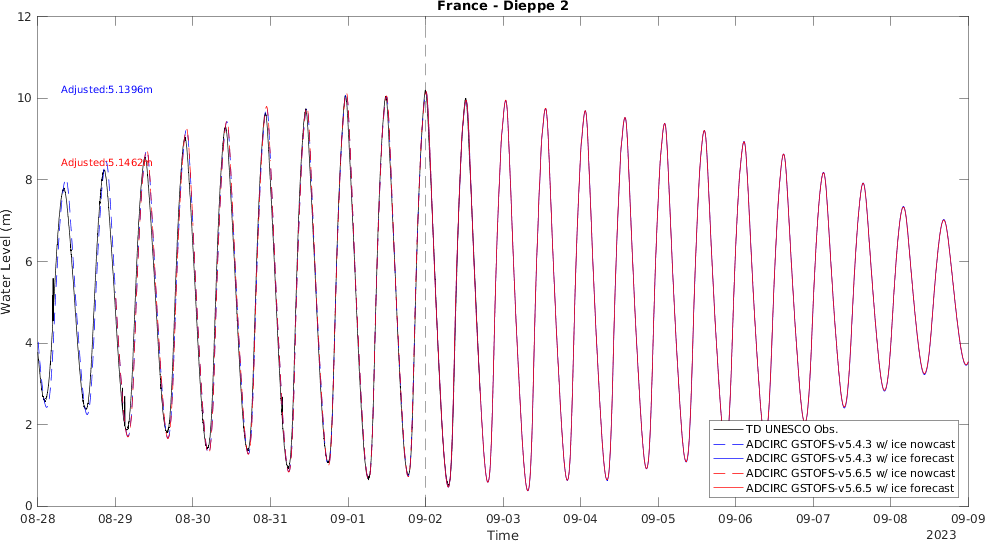 France - Dieppe 2
12
10
8
6
4
2
0
Water Level (m)
Adjusted:5.1396m
Adjusted:5.1462m
TD UNESCO Obs.
ADCIRC GSTOFS-v5.4.3 w/ ice nowcast
ADCIRC GSTOFS-v5.4.3 w/ ice forecast
ADCIRC GSTOFS-v5.6.5 w/ ice nowcast
ADCIRC GSTOFS-v5.6.5 w/ ice forecast
08-28 08-29 08-30 08-31 09-01 09-02 09-03 09-04 09-05 09-06 09-07 09-08 09-09
Time
2023